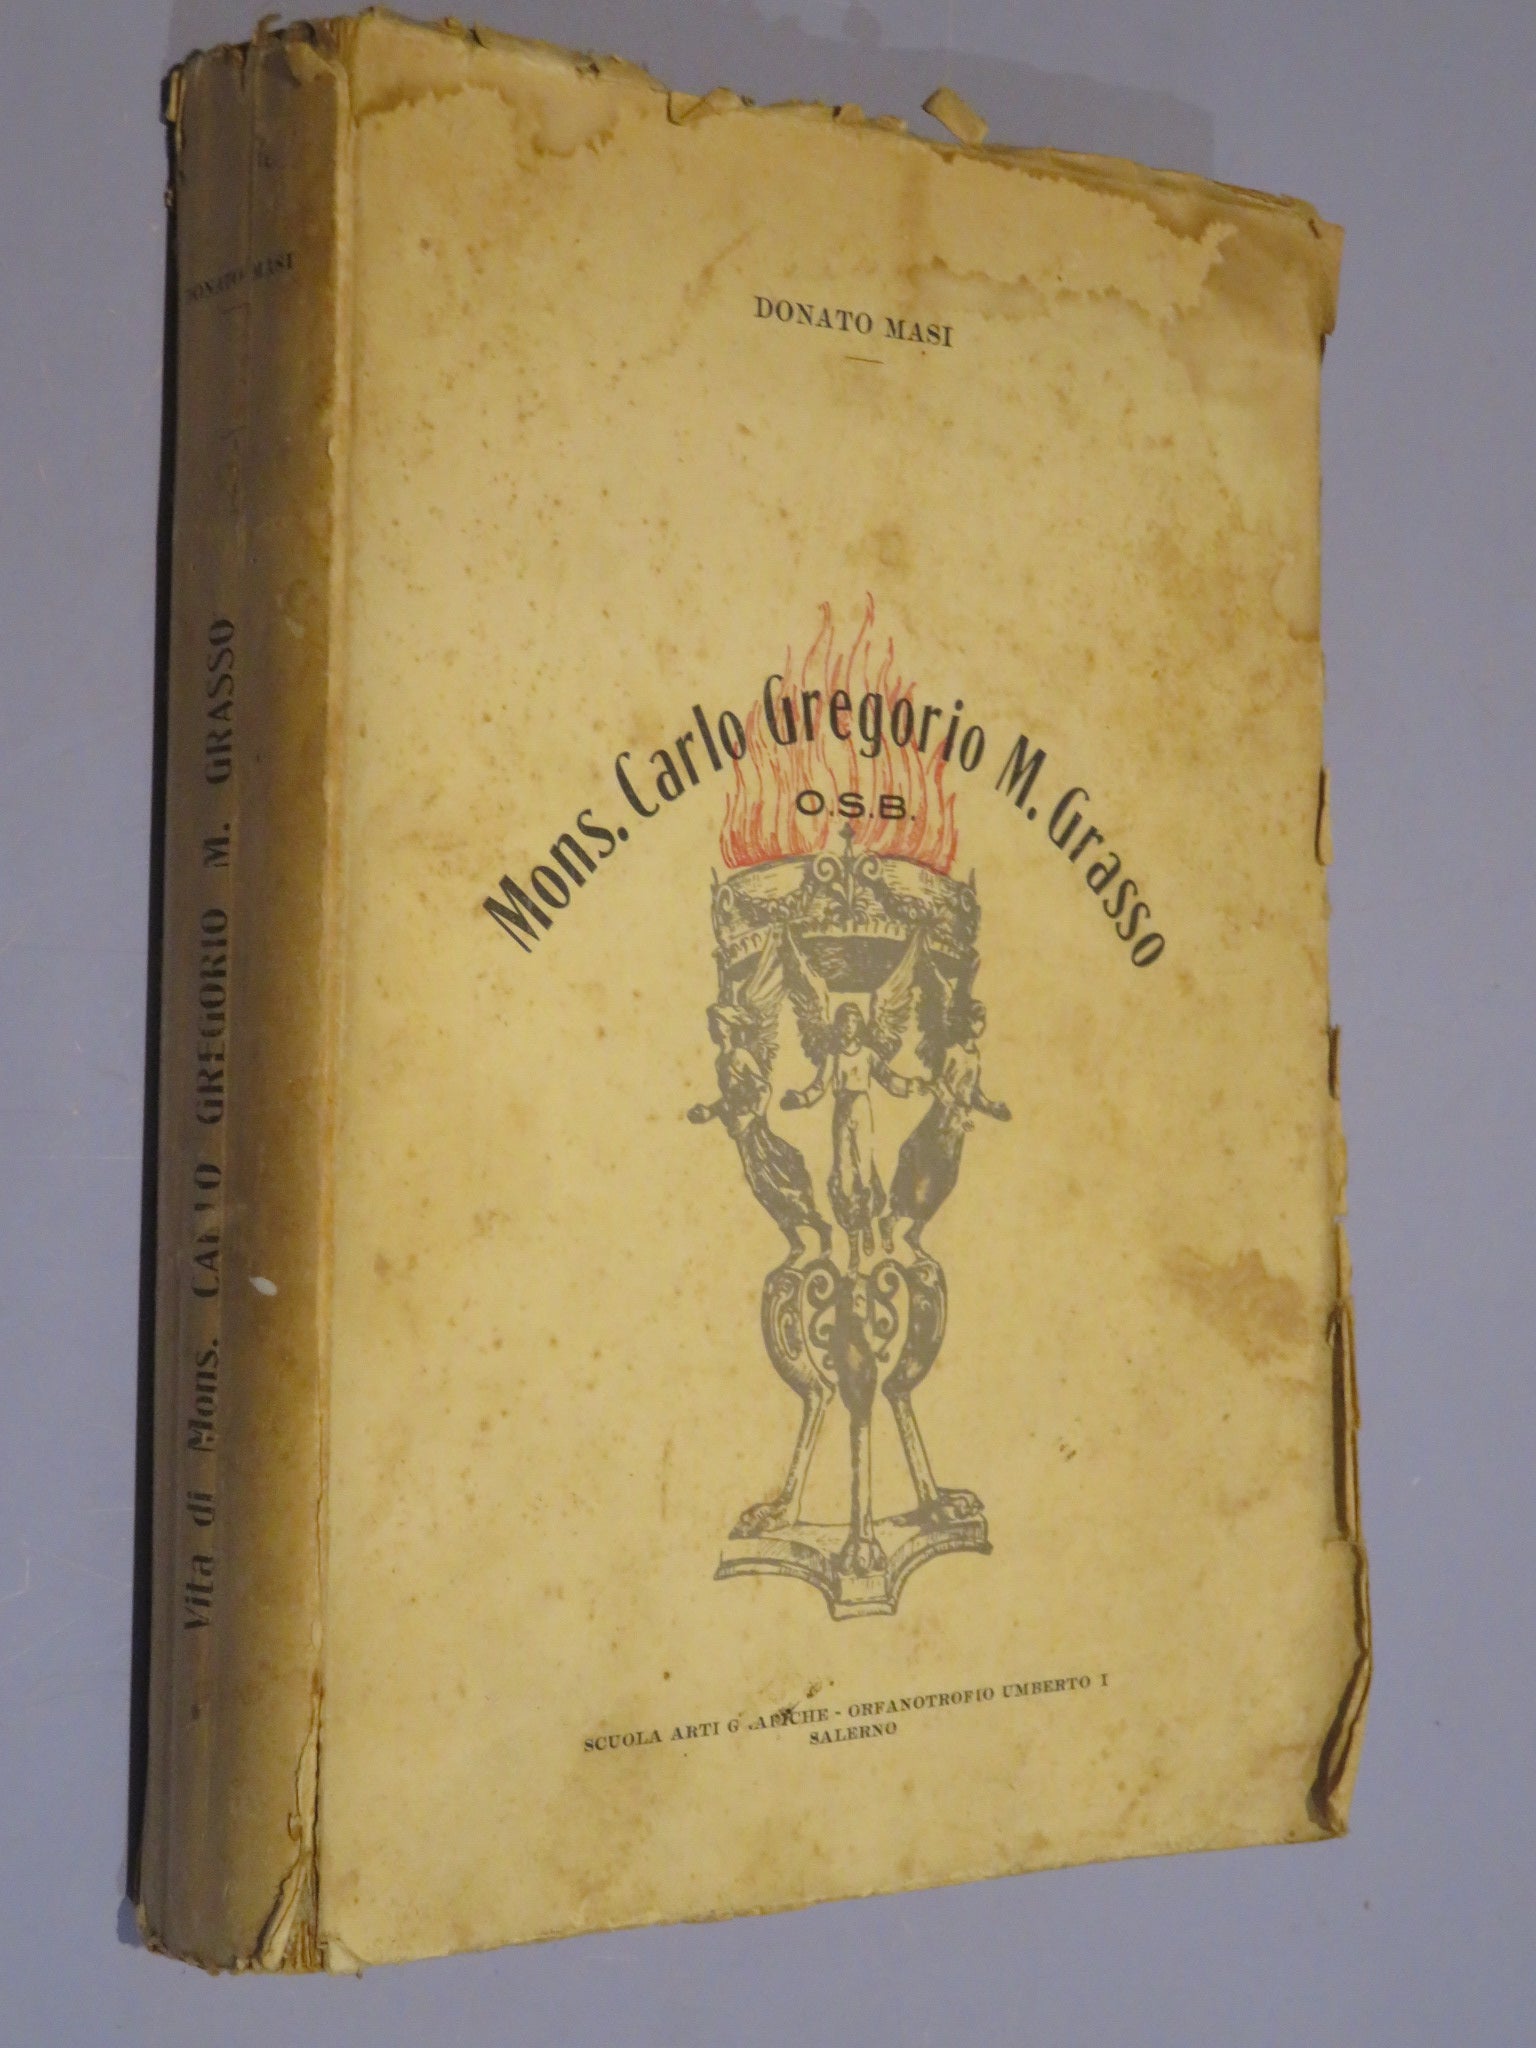 DONATO MASI
Mons. Carlo Gregorio M. Grasso
O.S.B.
SCUOLA ARTI G AFICHE - ORFANOTROFIO UMBERTO I
SALERNO
DONATO MASI
Vita di Mons. CARLO GREGORIO M. GRASSO